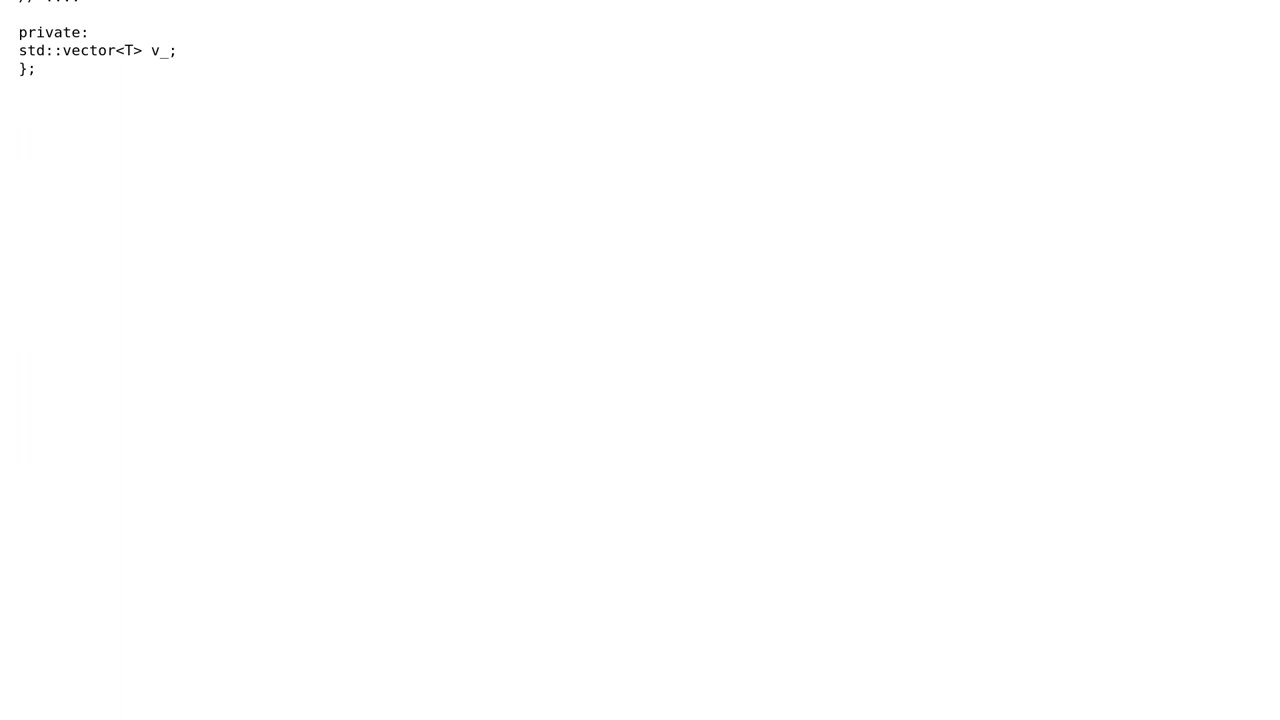 // ....
private:
std::vector<T> v_;
};